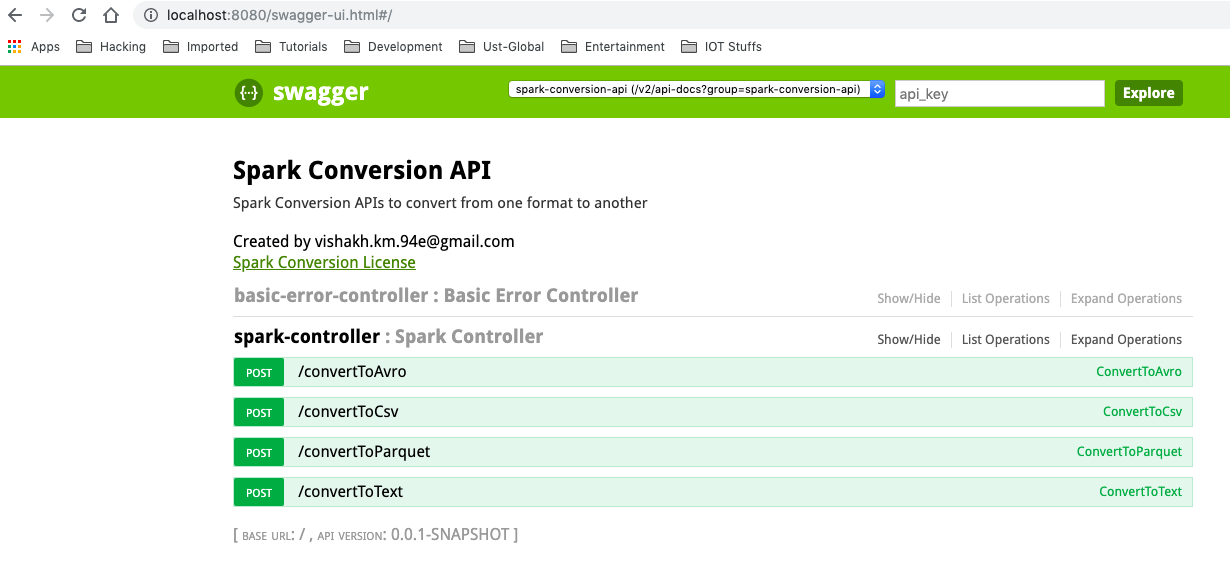 localhost:8080/swagger-ui.html#/
Apps Hacking Imported Tutorials Development Ust-Global Entertainment IOT Stuffs
{··} swagger spark-conversion-api (/v2/api-docs?group=spark-conversion-api) api_key Explore
Spark Conversion API
Spark Conversion APIs to convert from one format to another
Created by vishakh.km.94e@gmail.com
Spark Conversion License
basic-error-controller : Basic Error Controller Show/Hide List Operations Expand Operations
spark-controller : Spark Controller Show/Hide List Operations Expand Operations
POST /convertToAvro ConvertToAvro
POST /convertToCsv ConvertToCsv
POST /convertToParquet ConvertToParquet
POST /convertToText ConvertToText
[ BASE URL: / , API VERSION: 0.0.1-SNAPSHOT ]